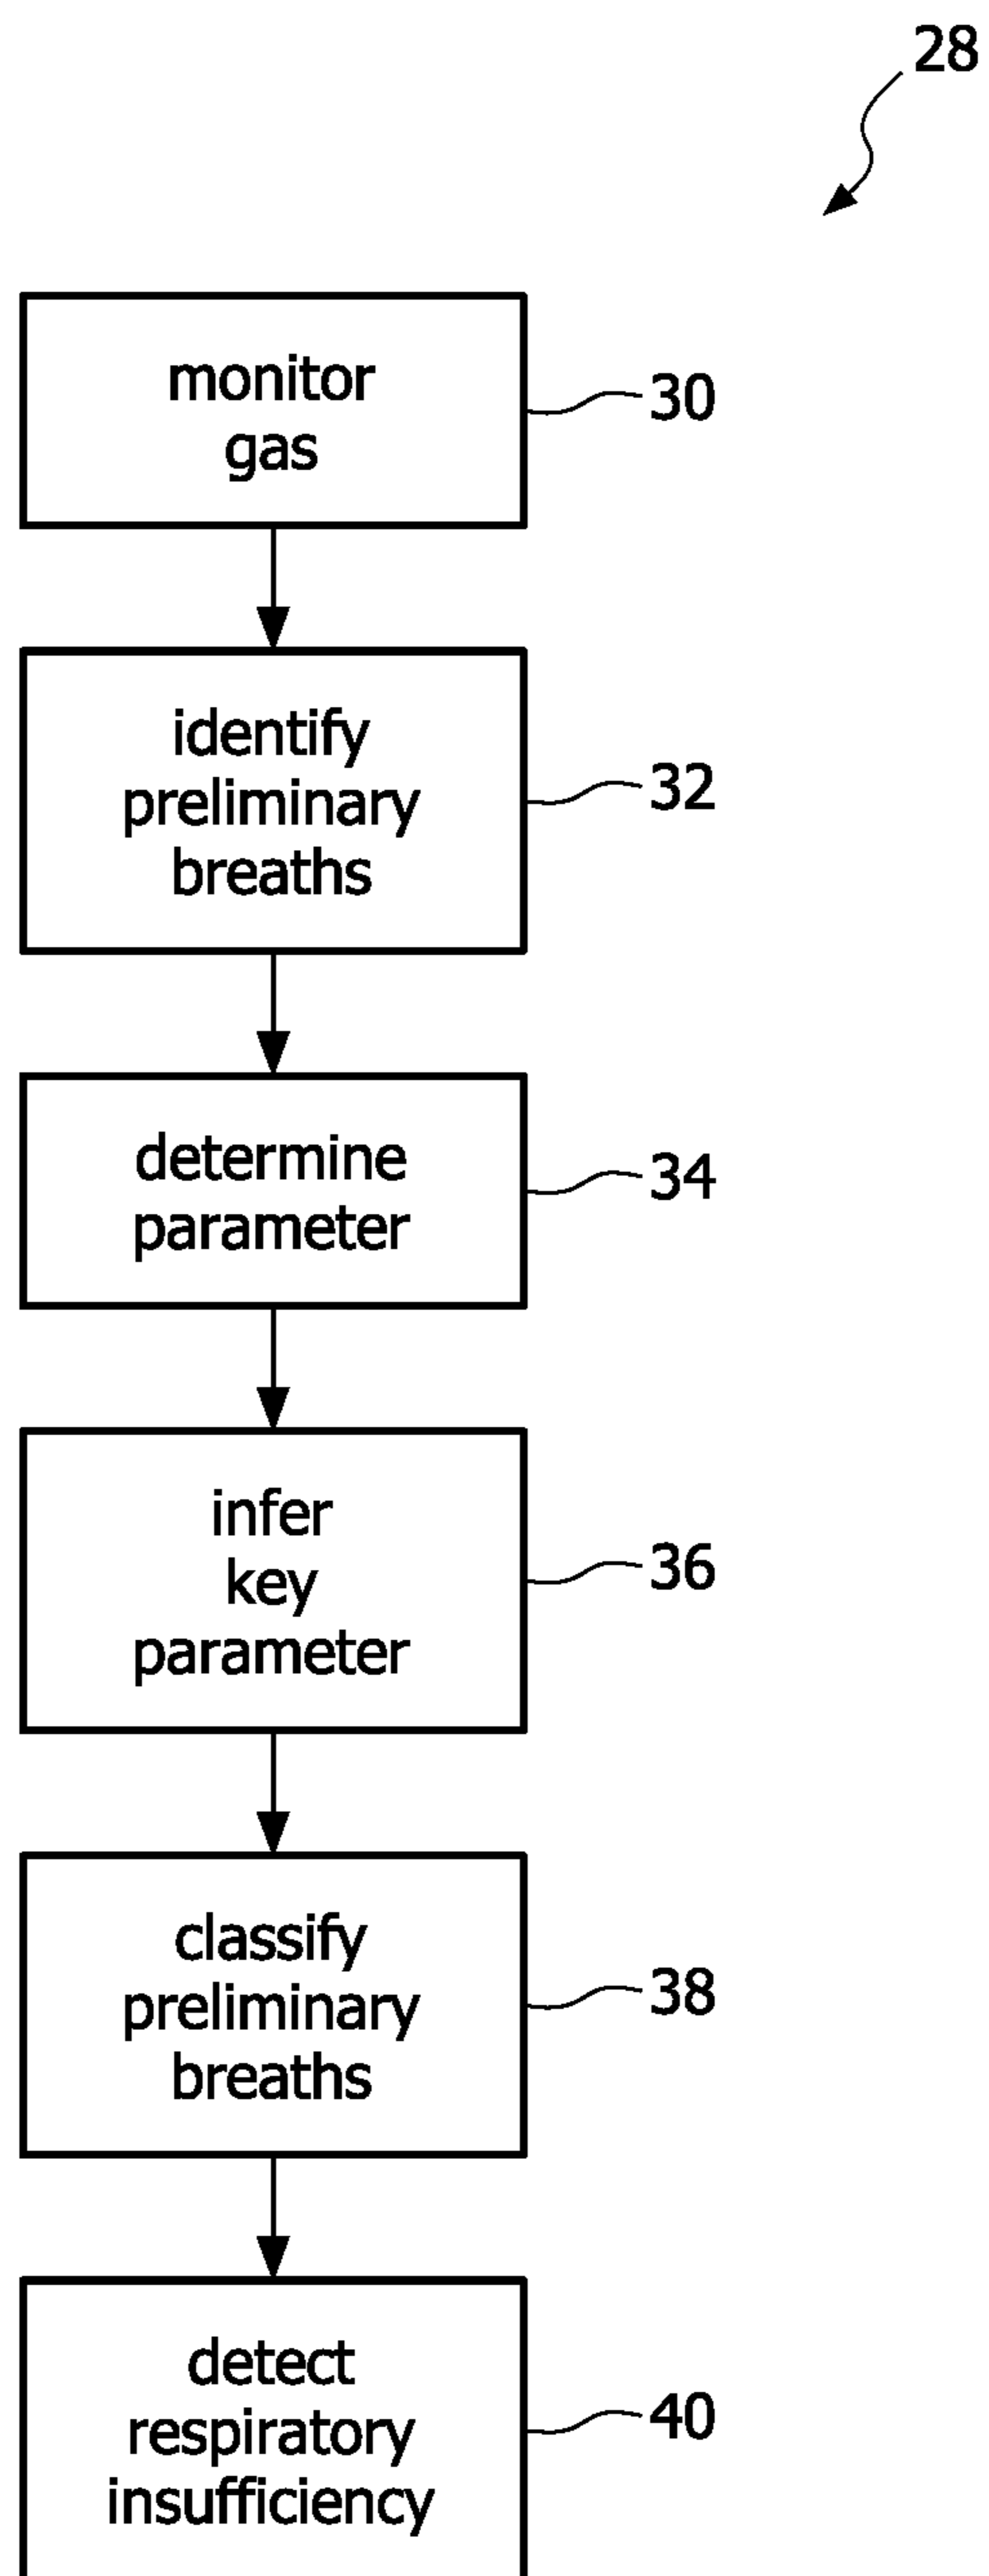 28
monitor
gas
30
identify
preliminary
breaths
32
determine
parameter
34
infer
key
parameter
36
classify
preliminary
breaths
38
detect
respiratory
insufficiency
40